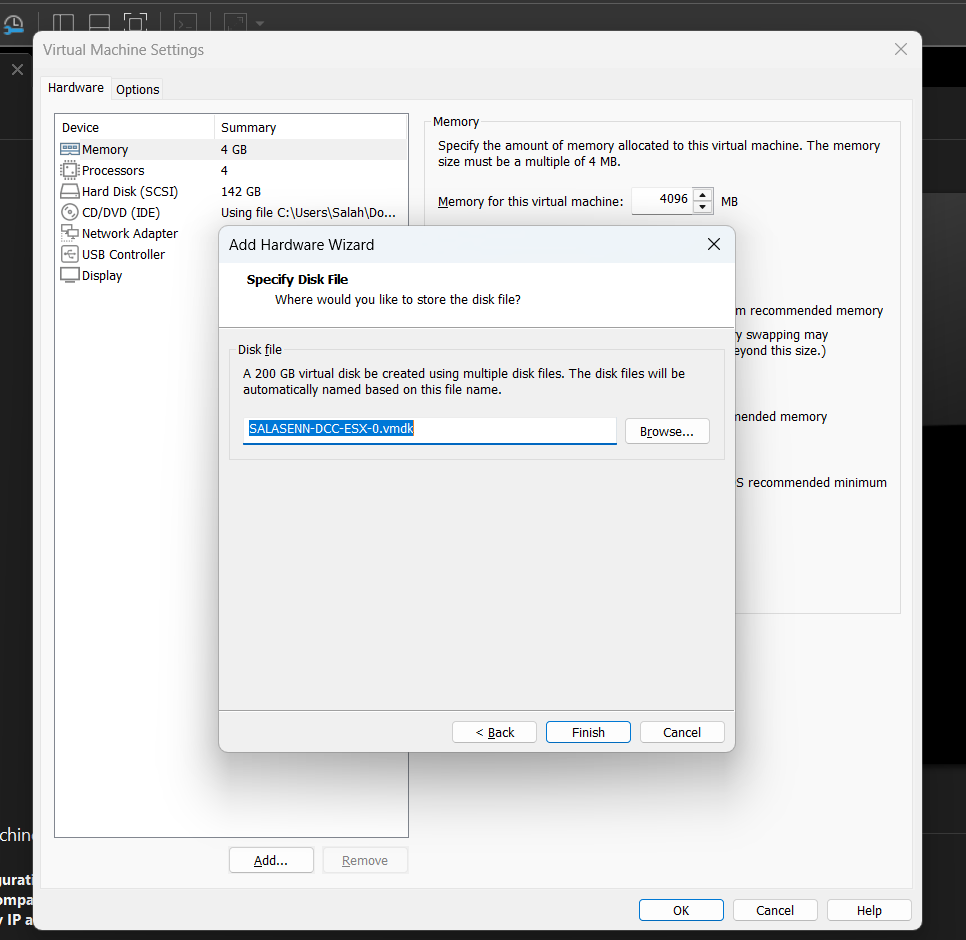 Virtual Machine Settings
Hardware Options
Device Summary
Memory 4 GB
Processors 4
Hard Disk (SCSI) 142 GB
CD/DVD (IDE) Using file C:\Users\Salah\Do...
Network Adapter
USB Controller
Display
Memory
Specify the amount of memory allocated to this virtual machine. The memory
size must be a multiple of 4 MB.
Memory for this virtual machine: 4096 MB
m recommended memory
y swapping may
eyond this size.)
mended memory
S recommended minimum
Add Hardware Wizard
Specify Disk File
Where would you like to store the disk file?
Disk file
A 200 GB virtual disk be created using multiple disk files. The disk files will be
automatically named based on this file name.
SALASENN-DCC-ESX-0.vmdk
Browse...
< Back Finish Cancel
Add... Remove
OK Cancel Help
chine
gurati
ompa
y IP a